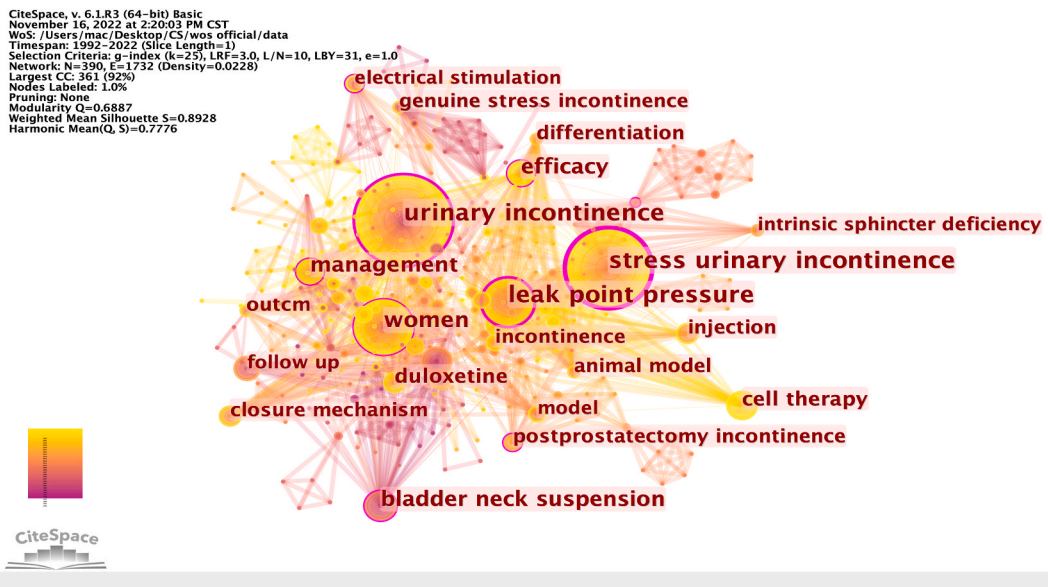 CiteSpace, v. 6.1.R3 (64-bit) Basic
November 16, 2022 at 2:20:03 PM CST
WoS: /Users/mac/Desktop/CS/wos official/data
Timespan: 1992-2022 (Slice Length=1)
Selection Criteria: g-index (k=25), LRF=3.0, L/N=10, LBY=31, e=1.0
Network: N=390, E=1732 (Density=0.0228)
Largest CC: 361 (92%)
Nodes Labeled: 1.0%
Pruning: None
Modularity Q=0.6887
Weighted Mean Silhouette S=0.8928
Harmonic Mean(Q, S)=0.7776
electrical stimulation
genuine stress incontinence
differentiation
efficacy
urinary incontinence
intrinsic sphincter deficiency
stress urinary incontinence
management
leak point pressure
outcm
women
injection
incontinence
follow up
animal model
duloxetine
cell therapy
closure mechanism
model
postprostatectomy incontinence
bladder neck suspension
CiteSpace